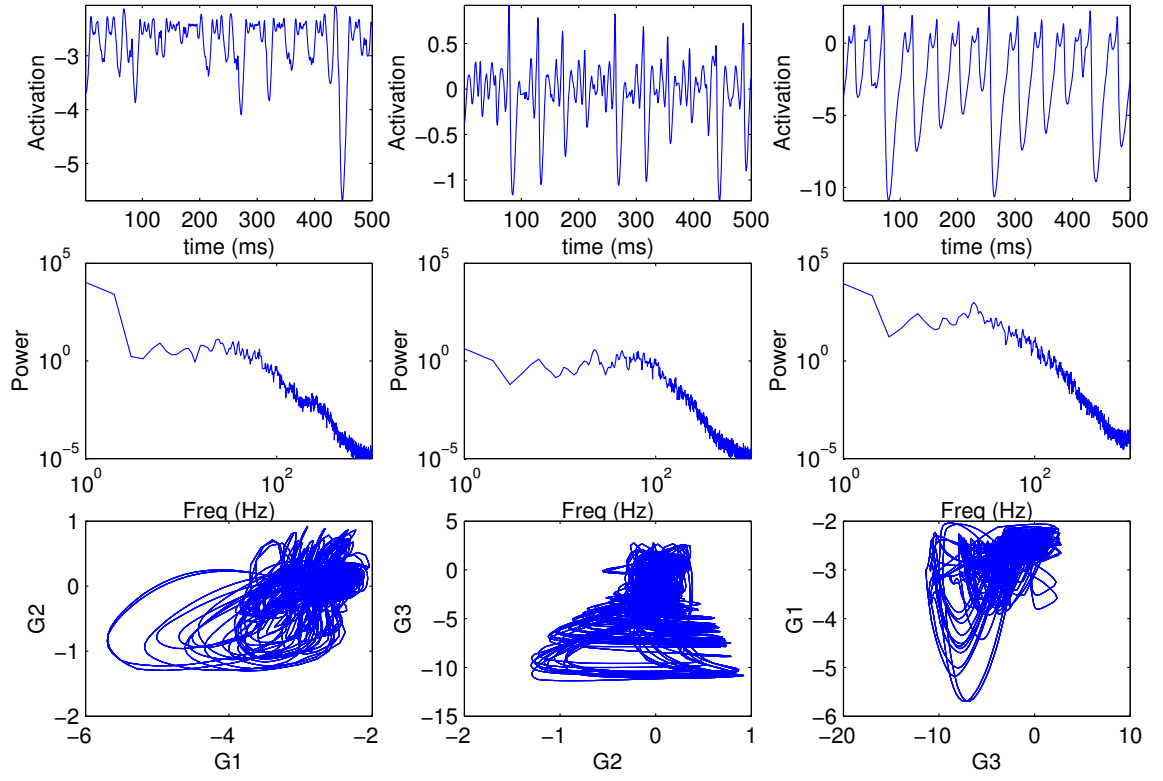 Activation
−3
−4
−5
100 200 300 400 500
time (ms)
Activation
0.5
0
−0.5
−1
100 200 300 400 500
time (ms)
Activation
0
−5
−10
100 200 300 400 500
time (ms)
Power
10^5
10^0
10^−5
10^0 10^2
Freq (Hz)
Power
10^5
10^0
10^−5
10^0 10^2
Freq (Hz)
Power
10^5
10^0
10^−5
10^0 10^2
Freq (Hz)
G2
1
0
−1
−2
−6 −4 −2
G1
G3
5
0
−5
−10
−15
−2 −1 0 1
G2
G1
−2
−3
−4
−5
−6
−20 −10 0 10
G3